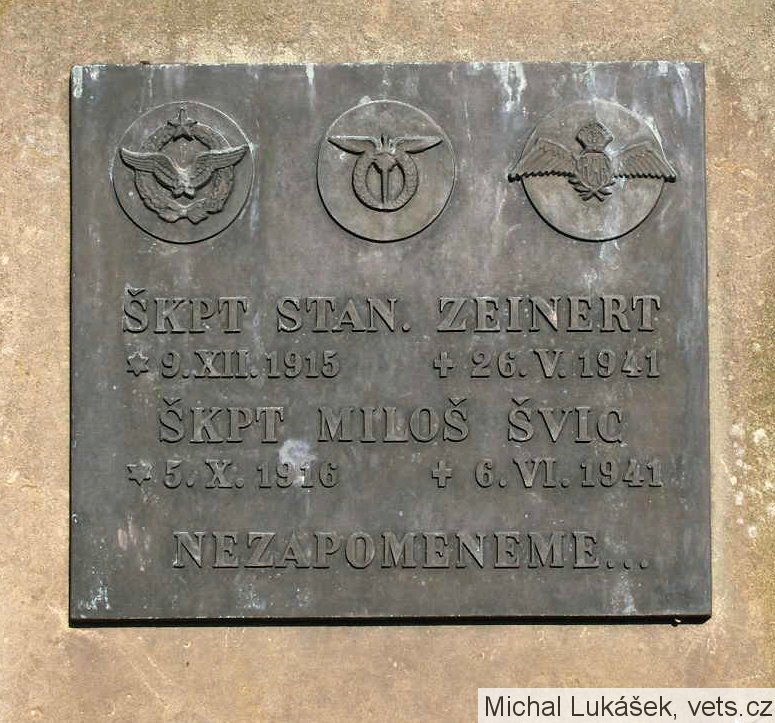 ŠKPT STAN. ZEINERT
* 9. XII. 1915 + 26. V. 1941
ŠKPT MILOŠ ŠVIC
* 5. X. 1916 + 6. VI. 1941
NEZAPOMENEME...
Michal Lukášek, vets.cz